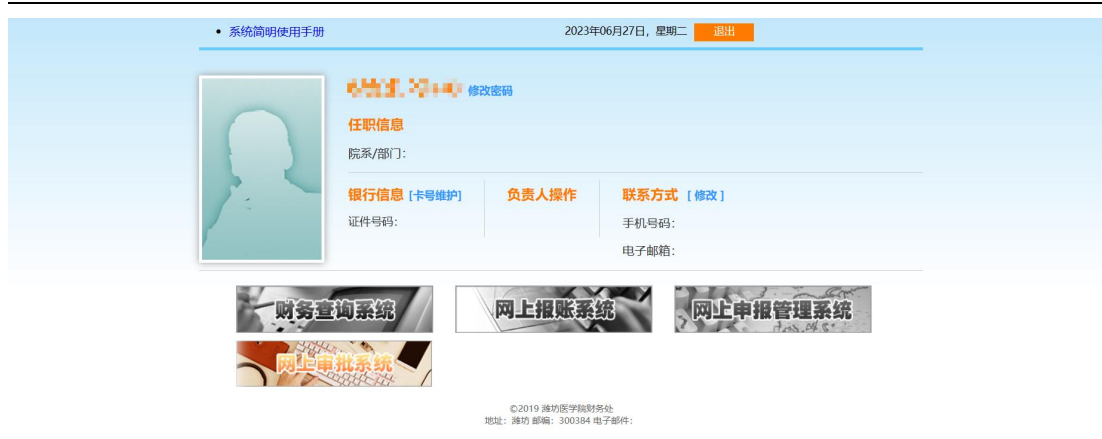 系统简明使用手册
2023年06月27日，星期二 退出
修改密码
任职信息
院系/部门：
银行信息 [卡号维护] 负责人操作 联系方式 [ 修改 ]
证件号码： 手机号码：
电子邮箱：
财务查询系统 网上报账系统 网上申报管理系统
网上审批系统
©2019 潍坊医学院财务处
地址：潍坊 邮编：300384 电子邮件：